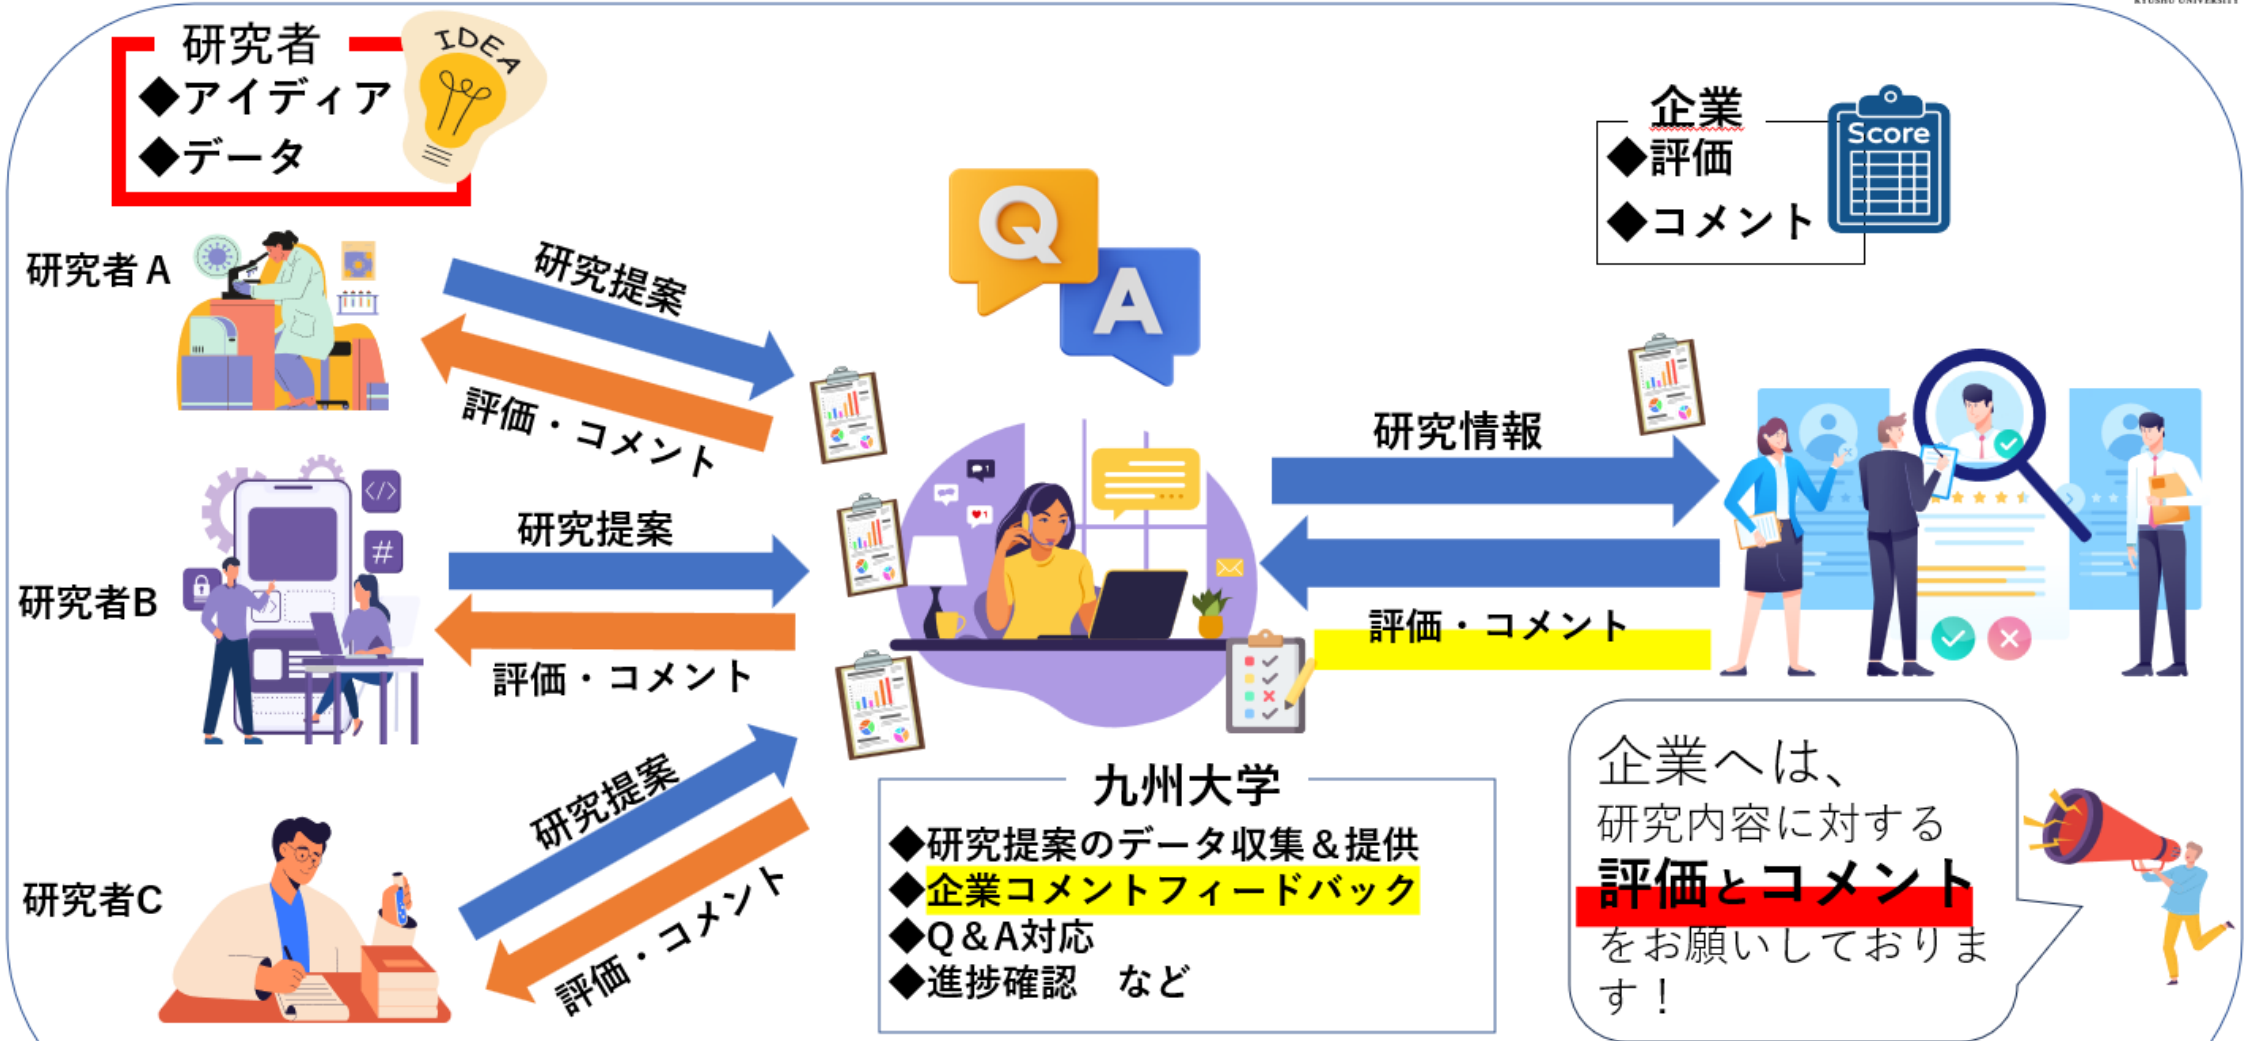 KYUSHU UNIVERSITY
研究者
◆アイディア
◆データ
IDEA
企業
◆評価
◆コメント
Score
Q
A
研究者A
研究提案
評価・コメント
研究者B
</>
#
</>
研究提案
評価・コメント
研究者C
研究提案
評価・コメント
1
1
研究情報
評価・コメント
九州大学
◆研究提案のデータ収集＆提供
◆企業コメントフィードバック
◆Q＆A対応
◆進捗確認　など
企業へは、
研究内容に対する
評価とコメント
をお願いしておりま
す！